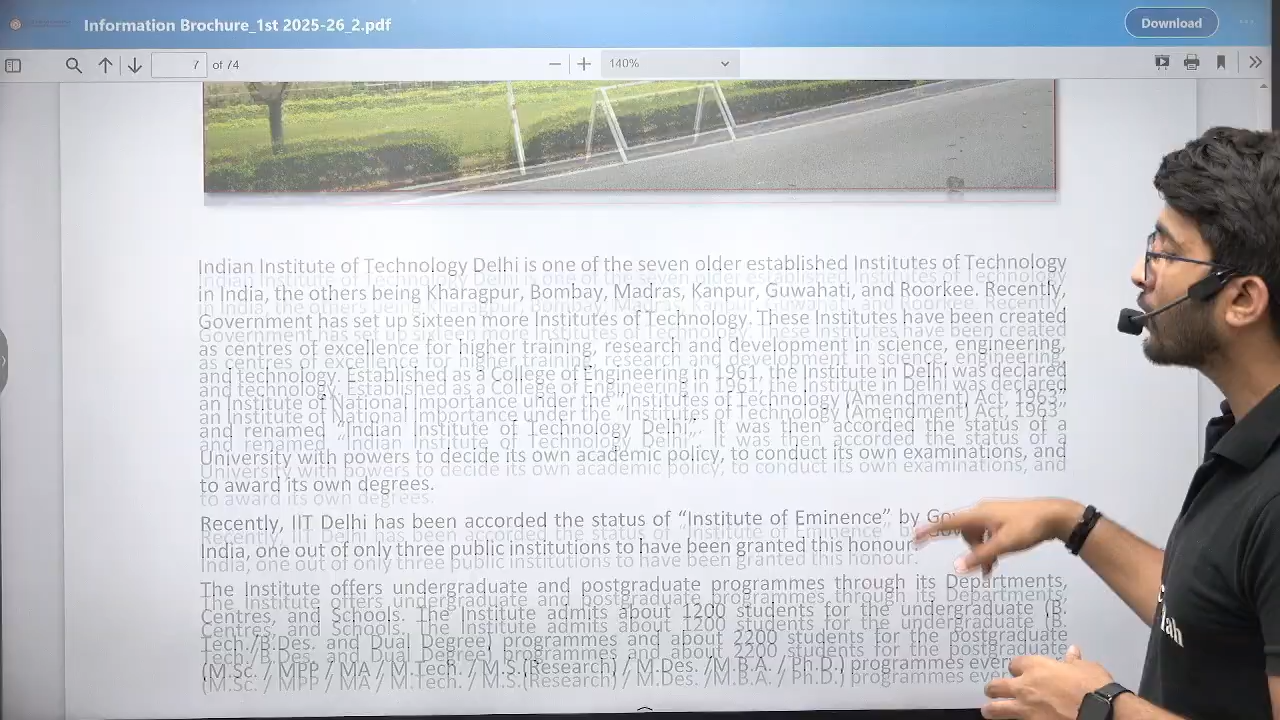 Information Brochure_1st 2025-26_2.pdf
Download
7 of 74
140%
Indian Institute of Technology Delhi is one of the seven older established Institutes of Technology
in India, the others being Kharagpur, Bombay, Madras, Kanpur, Guwahati, and Roorkee. Recently,
Government has set up sixteen more Institutes of Technology. These Institutes have been created
as centres of excellence for higher training, research and development in science, engineering,
and technology. Established as a College of Engineering in 1961, the Institute in Delhi was declared
an Institute of National Importance under the “Institutes of Technology (Amendment) Act, 1963”
and renamed “Indian Institute of Technology Delhi”. It was then accorded the status of a
University with powers to decide its own academic policy, to conduct its own examinations, and
to award its own degrees.
Recently, IIT Delhi has been accorded the status of “Institute of Eminence” by
India, one out of only three public institutions to have been granted this honour.
The Institute offers undergraduate and postgraduate programmes through its Departments,
Centres, and Schools. The Institute admits about 1200 students for the undergraduate (B.
Tech./B.Des. and Dual Degree) programmes and about 2200 students for the postgraduate
(M.Sc. / MPP / MA / M.Tech. / M.S.(Research) / M.Des. /M.B.A. / Ph.D.) programmes